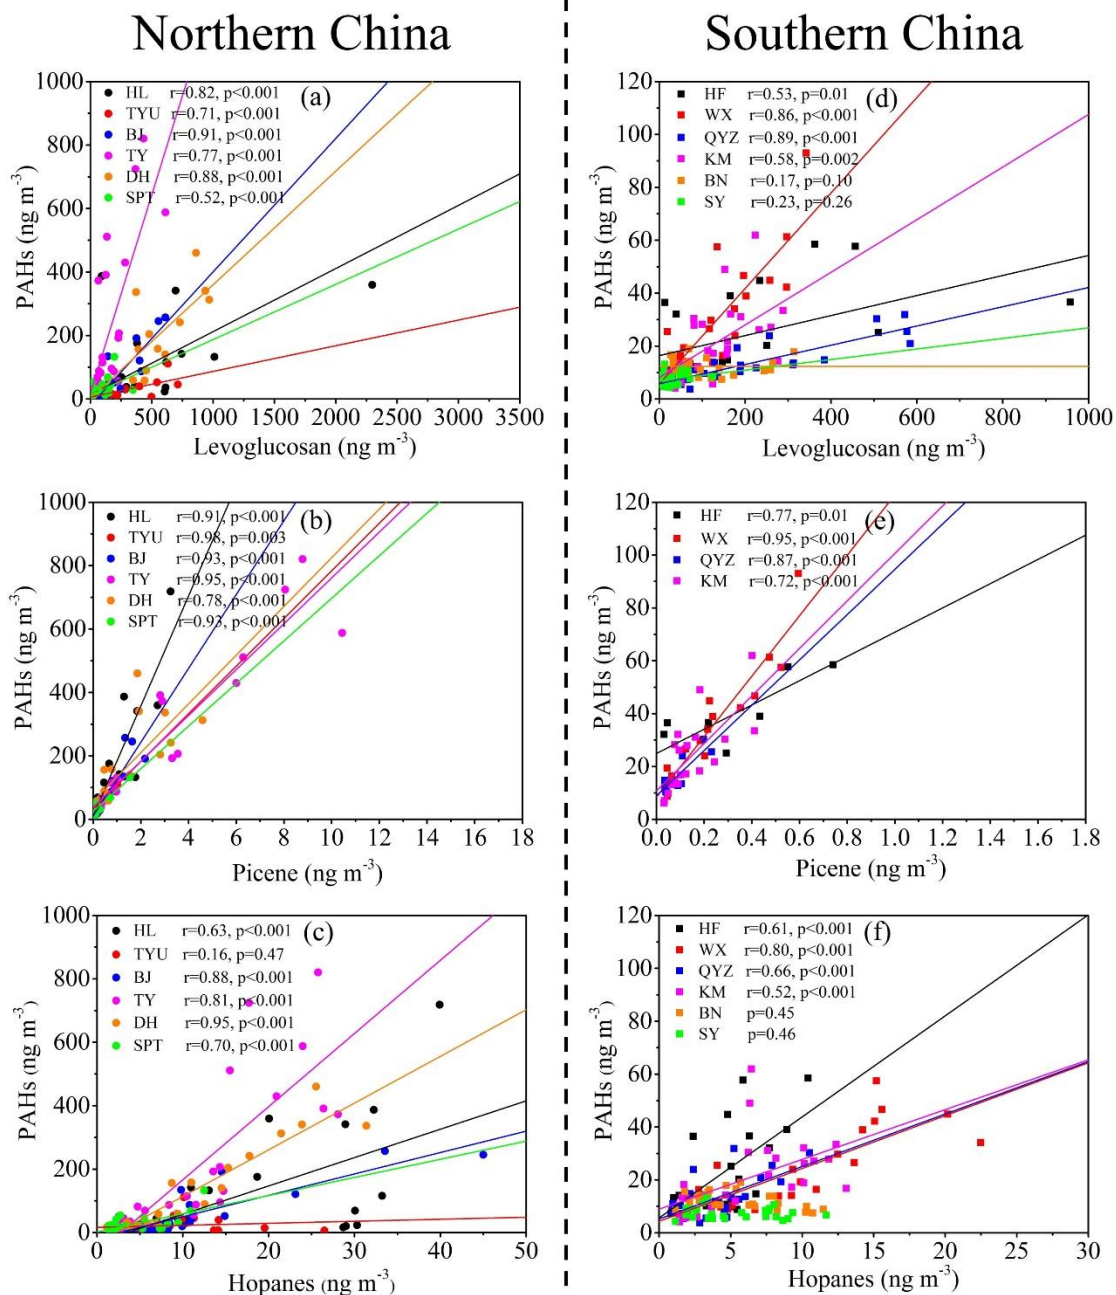 Northern China
Southern China
1000
800
600
400
200
0
PAHs (ng m-3)
HL r=0.82, p<0.001
TYU r=0.71, p<0.001
BJ r=0.91, p<0.001
TY r=0.77, p<0.001
DH r=0.88, p<0.001
SPT r=0.52, p<0.001
(a)
0 500 1000 1500 2000 2500 3000 3500
Levoglucosan (ng m-3)
120
100
80
60
40
20
0
PAHs (ng m-3)
HF r=0.53, p=0.01
WX r=0.86, p<0.001
QYZ r=0.89, p<0.001
KM r=0.58, p=0.002
BN r=0.17, p=0.10
SY r=0.23, p=0.26
(d)
0 200 400 600 800 1000
Levoglucosan (ng m-3)
1000
800
600
400
200
0
PAHs (ng m-3)
HL r=0.91, p<0.001
TYU r=0.98, p=0.003
BJ r=0.93, p<0.001
TY r=0.95, p<0.001
DH r=0.78, p<0.001
SPT r=0.93, p<0.001
(b)
0 2 4 6 8 10 12 14 16 18
Picene (ng m-3)
120
100
80
60
40
20
0
PAHs (ng m-3)
HF r=0.77, p=0.01
WX r=0.95, p<0.001
QYZ r=0.87, p<0.001
KM r=0.72, p<0.001
(e)
0.0 0.2 0.4 0.6 0.8 1.0 1.2 1.4 1.6 1.8
Picene (ng m-3)
1000
800
600
400
200
0
PAHs (ng m-3)
HL r=0.63, p<0.001
TYU r=0.16, p=0.47
BJ r=0.88, p<0.001
TY r=0.81, p<0.001
DH r=0.95, p<0.001
SPT r=0.70, p<0.001
(c)
0 10 20 30 40 50
Hopanes (ng m-3)
120
100
80
60
40
20
0
PAHs (ng m-3)
HF r=0.61, p<0.001
WX r=0.80, p<0.001
QYZ r=0.66, p<0.001
KM r=0.52, p<0.001
BN p=0.45
SY p=0.46
(f)
0 5 10 15 20 25 30
Hopanes (ng m-3)